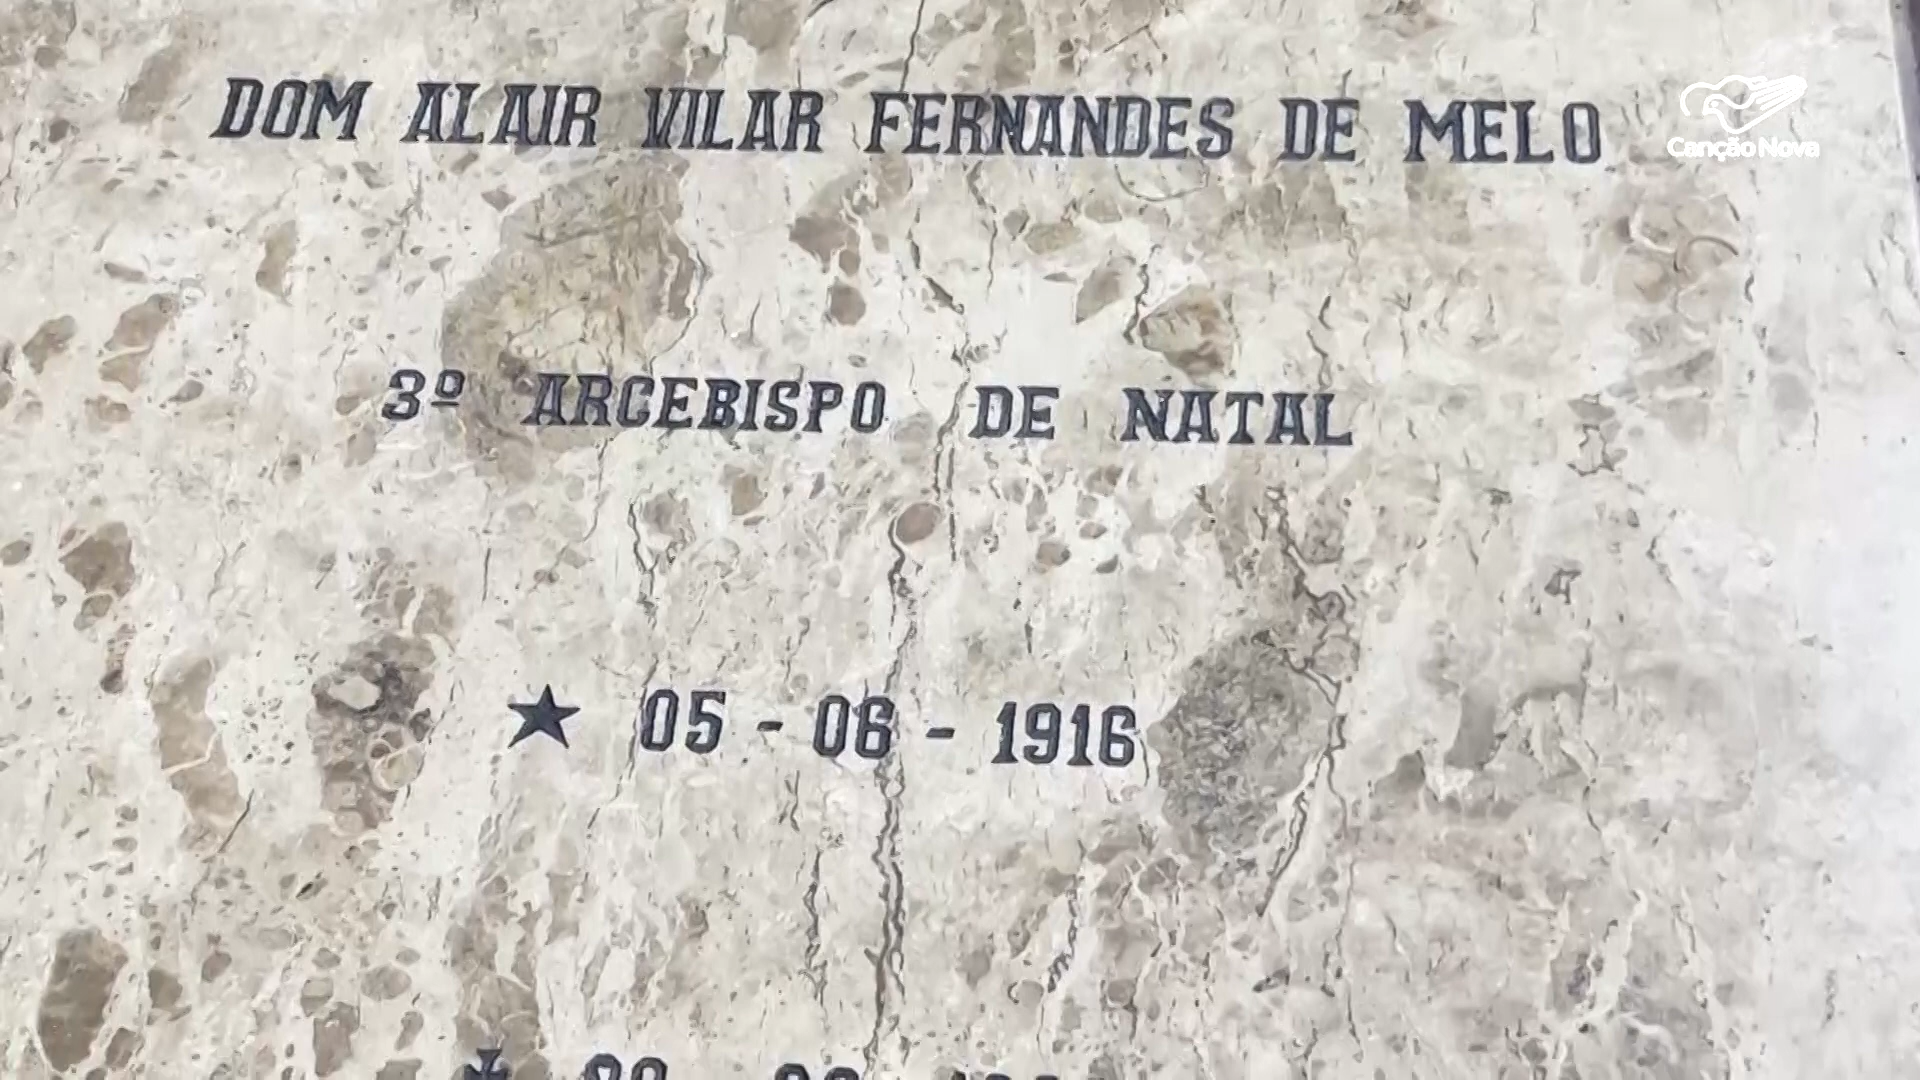 DOM ALAIR VILAR FERNANDES DE MELO
Canção Nova
3º ARCEBISPO DE NATAL
★ 05 - 06 - 1916